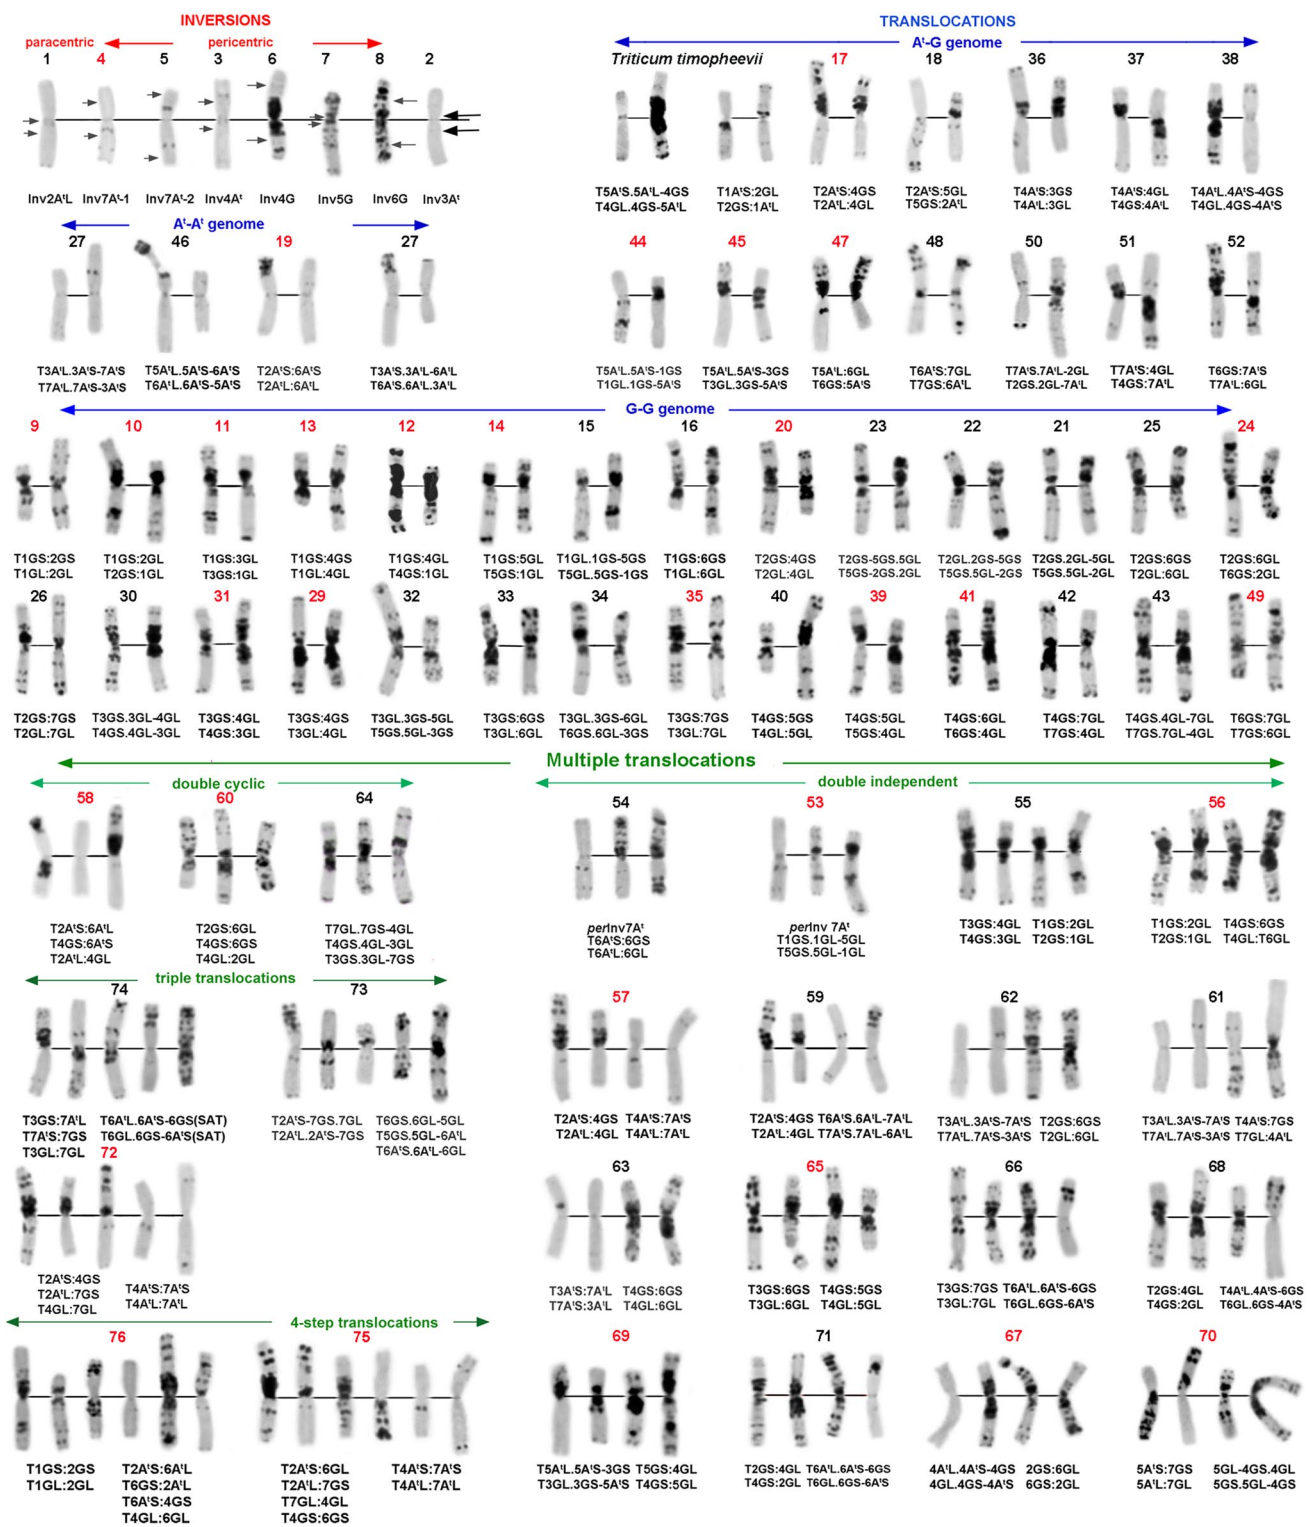 INVERSIONS
TRANSLOCATIONS
paracentric
pericentric
Aᵗ-G genome
1 4 5 3 6 7 8 2
Triticum timopheevii 17 18 36 37 38
Inv2AᵗL Inv7Aᵗ-1 Inv7Aᵗ-2 Inv4Aᵗ Inv4G Inv5G Inv6G Inv3Aᵗ
T5AᵗS.5AᵗL-4GS T1AᵗS:2GL T2AᵗS:4GS T2AᵗS:5GL T4AᵗS:3GS T4AᵗS:4GL T4AᵗL.4AᵗS-4GS
T4GL.4GS-5AᵗL T2GS:1AᵗL T2AᵗL:4GL T5GS:2AᵗL T4AᵗL:3GL T4GS:4AᵗL T4GL.4GS-4AᵗS
Aᵗ-Aᵗ genome
27 46 19 27
44 45 47 48 50 51 52
T3AᵗL.3AᵗS-7AᵗS T5AᵗL.5AᵗS-6AᵗS T2AᵗS:6AᵗS T3AᵗS.3AᵗL-6AᵗL
T7AᵗL.7AᵗS-3AᵗS T6AᵗL.6AᵗS-5AᵗS T2AᵗL:6AᵗL T6AᵗS.6AᵗL.3AᵗL
T5AᵗL.5AᵗS-1GS T5AᵗL.5AᵗS-3GS T5AᵗL:6GL T6AᵗS:7GL T7AᵗS.7AᵗL-2GL T7AᵗS:4GL T6GS:7AᵗS
T1GL.1GS-5AᵗS T3GL.3GS-5AᵗS T6GS:5AᵗS T7GS:6AᵗL T2GS.2GL-7AᵗL T4GS:7AᵗL T7AᵗL:6GL
G-G genome
9 10 11 13 12 14 15 16 20 23 22 21 25 24
T1GS:2GS T1GS:2GL T1GS:3GL T1GS:4GS T1GS:4GL T1GS:5GL T1GL.1GS-5GS T1GS:6GS T2GS:4GS T2GS-5GS.5GL T2GL.2GS-5GS T2GS.2GL-5GL T2GS:6GS T2GS:6GL
T1GL:2GL T2GS:1GL T3GS:1GL T1GL:4GL T4GS:1GL T5GS:1GL T5GL.5GS-1GS T1GL:6GL T2GL:4GL T5GS-2GS.2GL T5GS.5GL-2GS T5GS.5GL-2GL T2GL:6GL T6GS:2GL
26 30 31 29 32 33 34 35 40 39 41 42 43 49
T2GS:7GS T3GS.3GL-4GL T3GS:4GL T3GS:4GS T3GL.3GS-5GL T3GS:6GS T3GL.3GS-6GL T3GS:7GS T4GS:5GS T4GS:5GL T4GS:6GL T4GS:7GL T4GS.4GL-7GL T6GS:7GL
T2GL:7GL T4GS.4GL-3GL T4GS:3GL T3GL:4GL T5GS.5GL-3GS T3GL:6GL T6GS.6GL-3GS T3GL:7GL T4GL:5GL T5GS:4GL T6GS:4GL T7GS:4GL T7GS.7GL-4GL T7GS:6GL
Multiple translocations
double cyclic
double independent
58 60 64
54 53 55 56
T2AᵗS:6AᵗL T2GS:6GL T7GL.7GS-4GL
T4GS:6AᵗS T4GS:6GS T4GS.4GL-3GL
T2AᵗL:4GL T4GL:2GL T3GS.3GL-7GS
perInv7Aᵗ perInv 7Aᵗ T3GS:4GL T1GS:2GL T1GS:2GL T4GS:6GS
T6AᵗS:6GS T1GS.1GL-5GL T4GS:3GL T2GS:1GL T2GS:1GL T4GL:T6GL
T6AᵗL:6GL T5GS.5GL-1GL
triple translocations
74 73
57 59 62 61
T3GS:7AᵗL T6AᵗL.6AᵗS-6GS(SAT) T2AᵗS-7GS.7GL T6GS.6GL-5GL
T7AᵗS:7GS T6GL.6GS-6AᵗS(SAT) T2AᵗL.2AᵗS-7GS T5GS.5GL-6AᵗL
T3GL:7GL T6AᵗS.6AᵗL-6GL
T2AᵗS:4GS T4AᵗS:7AᵗS T2AᵗS:4GS T6AᵗS.6AᵗL-7AᵗL T3AᵗL.3AᵗS-7AᵗS T2GS:6GS T3AᵗL.3AᵗS-7AᵗS T4AᵗS:7GS
T2AᵗL:4GL T4AᵗL:7AᵗL T2AᵗL:4GL T7AᵗS.7AᵗL-6AᵗL T7AᵗL.7AᵗS-3AᵗS T2GL:6GL T7AᵗL.7AᵗS-3AᵗS T7GL:4AᵗL
72
63 65 66 68
T2AᵗS:4GS
T2AᵗL:7GS T4AᵗS:7AᵗS
T4GL:7GL T4AᵗL:7AᵗL
T3AᵗS:7AᵗL T4GS:6GS T3GS:6GS T4GS:5GS T3GS:7GS T6AᵗL.6AᵗS-6GS T2GS:4GL T4AᵗL.4AᵗS-6GS
T7AᵗS:3AᵗL T4GL:6GL T3GL:6GL T4GL:5GL T3GL:7GL T6GL.6GS-6AᵗS T4GS:2GL T6GL.6GS-4AᵗS
4-step translocations
76 75
69 71 67 70
T1GS:2GS T2AᵗS:6AᵗL T2AᵗS:6GL T4AᵗS:7AᵗS
T1GL:2GL T6GS:2AᵗL T2AᵗL:7GS T4AᵗL:7AᵗL
T6AᵗS:4GS T7GL:4GL
T4GL:6GL T4GS:6GS
T5AᵗL.5AᵗS-3GS T5GS:4GL T2GS:4GL T6AᵗL.6AᵗS-6GS 4AᵗL.4AᵗS-4GS 2GS:6GL 5AᵗS:7GS 5GL-4GS.4GL
T3GL.3GS-5AᵗS T4GS:5GL T4GS:2GL T6GL.6GS-6AᵗS 4GL.4GS-4AᵗS 6GS:2GL 5AᵗL:7GL 5GS.5GL-4GS